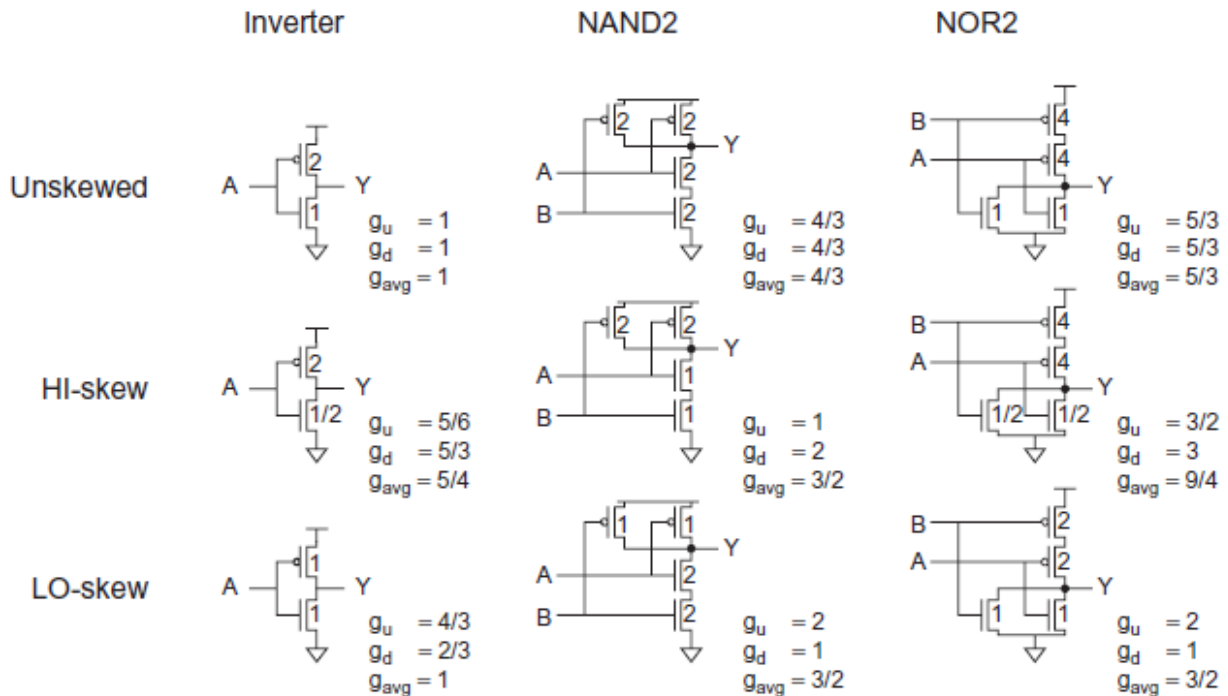 Inverter NAND2 NOR2
Unskewed
A 2 1 Y
g_u = 1
g_d = 1
g_avg = 1
2 2 Y
A 2
B 2
g_u = 4/3
g_d = 4/3
g_avg = 4/3
B 4
A 4
1 1 Y
g_u = 5/3
g_d = 5/3
g_avg = 5/3
HI-skew
A 2 1/2 Y
g_u = 5/6
g_d = 5/3
g_avg = 5/4
2 2 Y
A 1
B 1
g_u = 1
g_d = 2
g_avg = 3/2
B 4
A 4
1/2 1/2 Y
g_u = 3/2
g_d = 3
g_avg = 9/4
LO-skew
A 1 1 Y
g_u = 4/3
g_d = 2/3
g_avg = 1
1 1 Y
A 2
B 2
g_u = 2
g_d = 1
g_avg = 3/2
B 2
A 2
1 1 Y
g_u = 2
g_d = 1
g_avg = 3/2